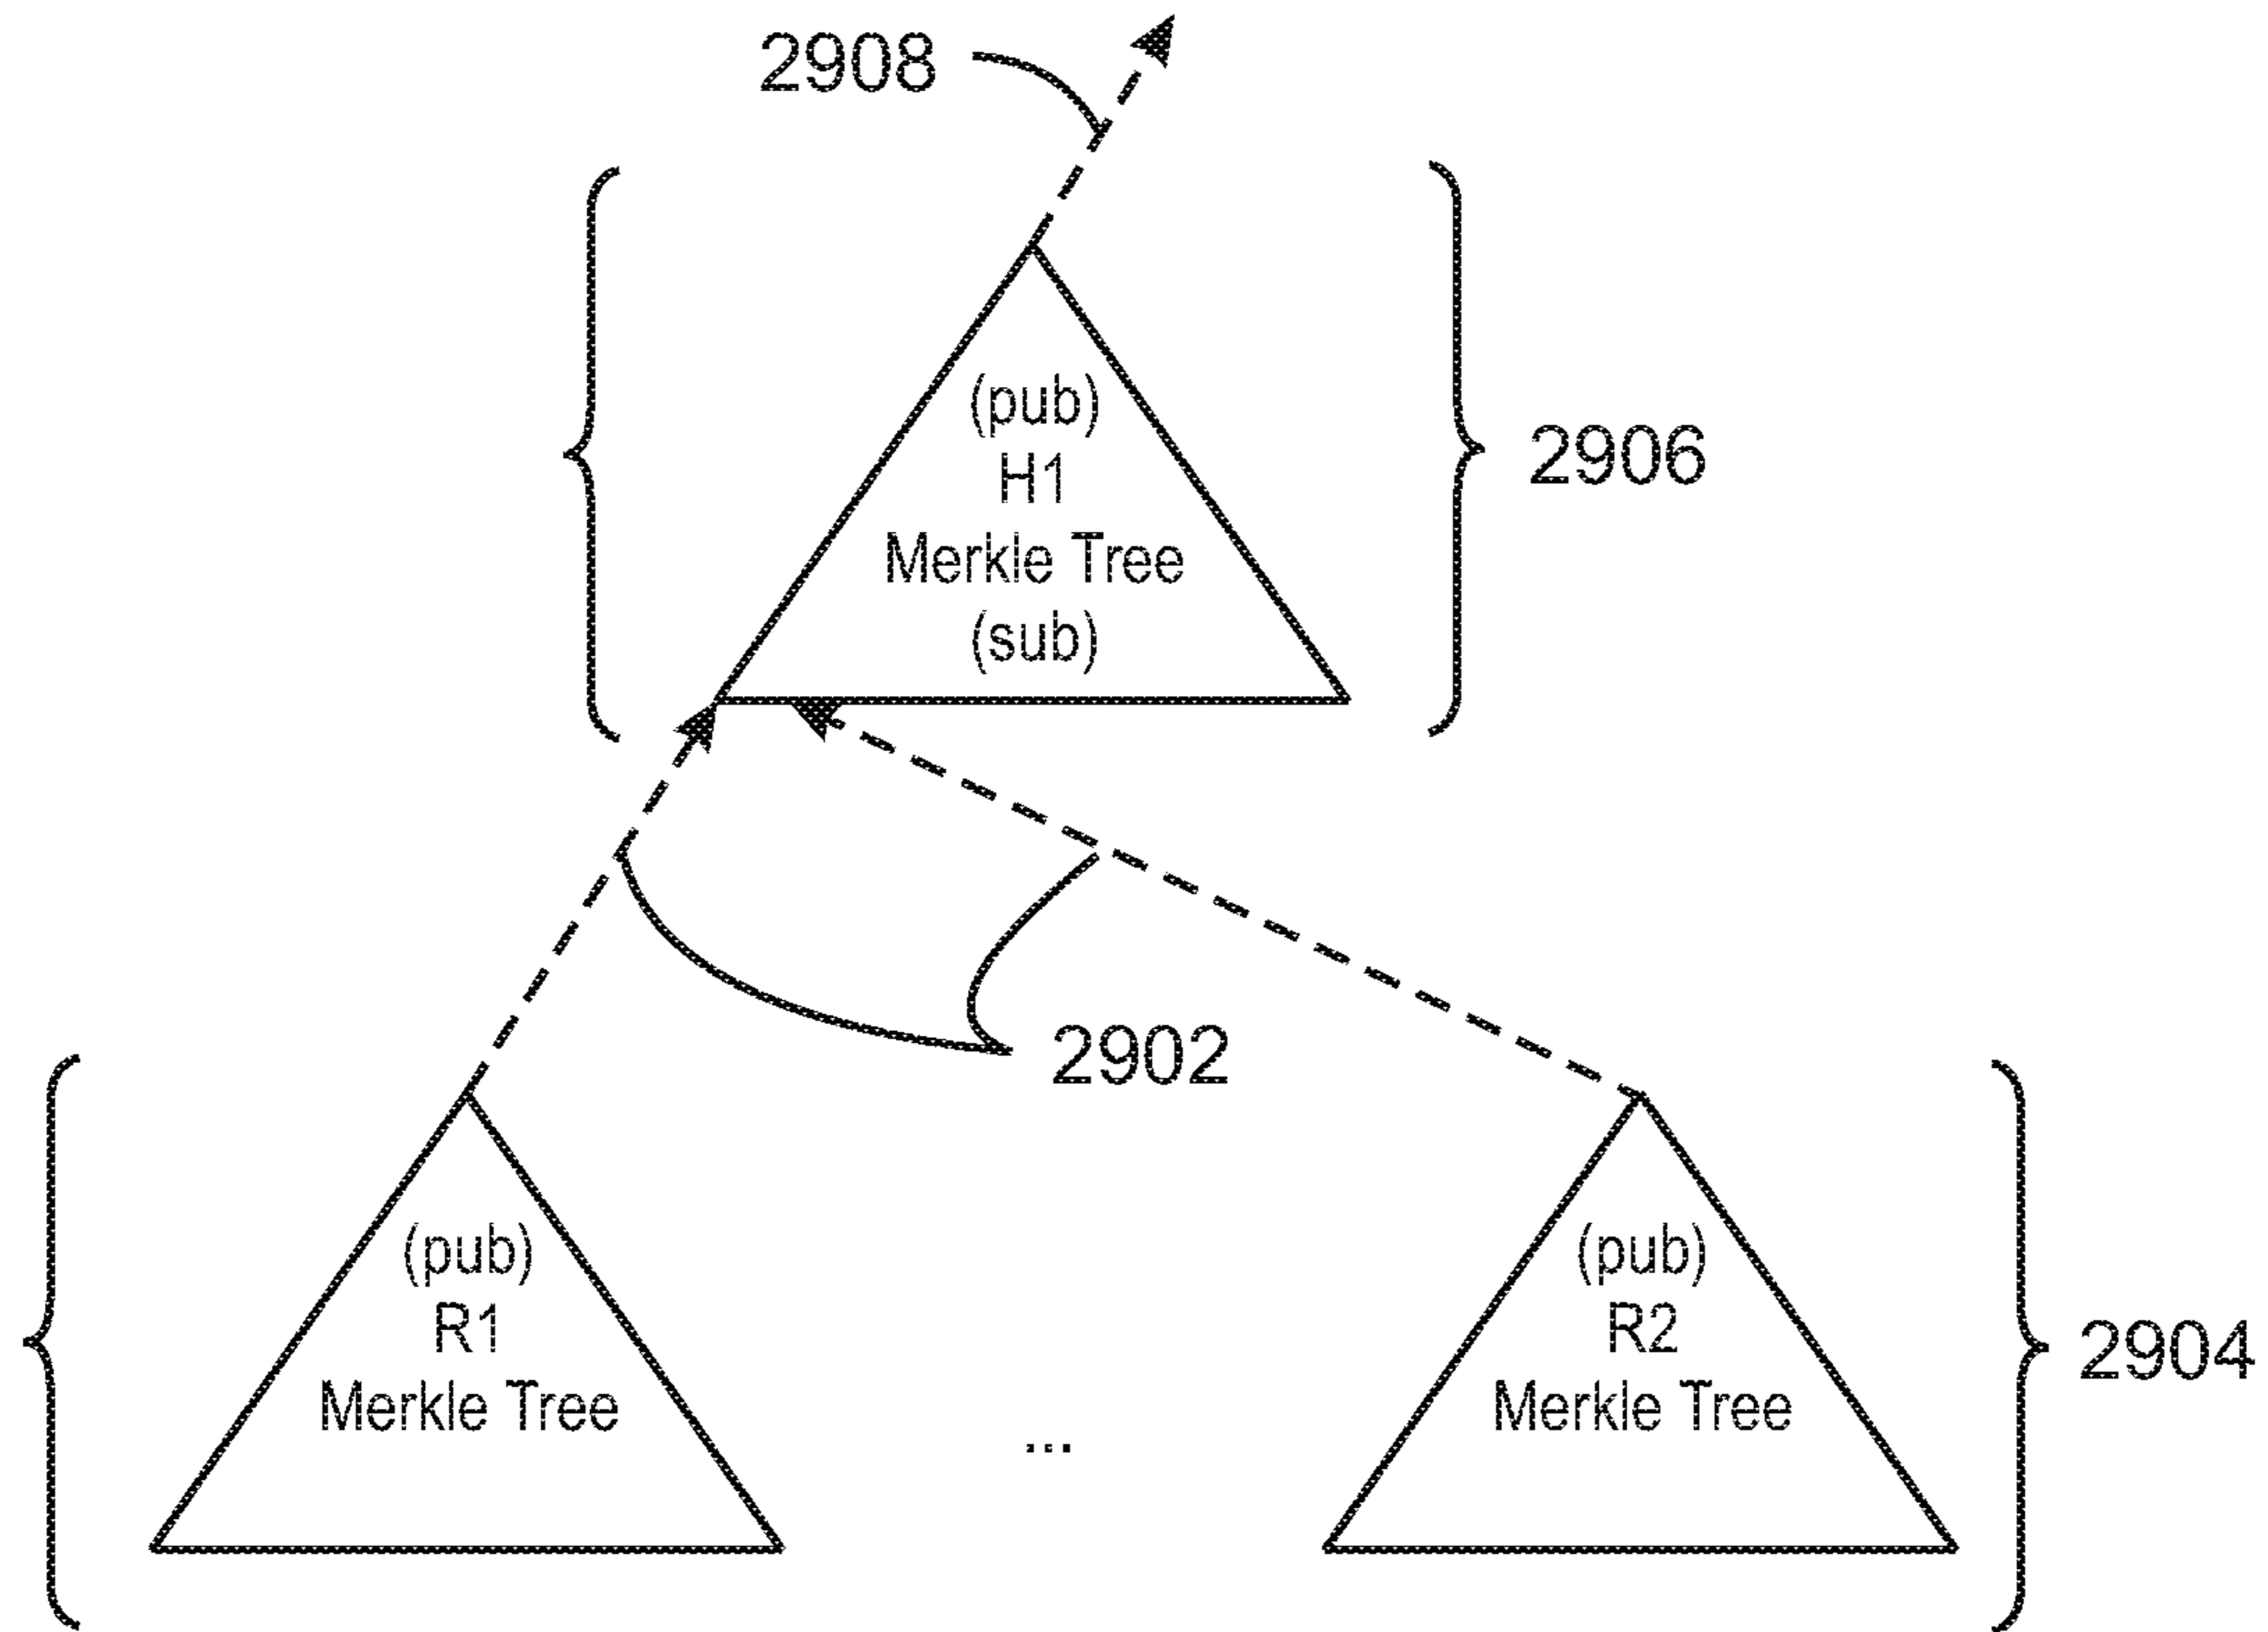 2908
(pub)
H1
Merkle Tree
(sub)
2906
2902
(pub)
R1
Merkle Tree
...
(pub)
R2
Merkle Tree
2904